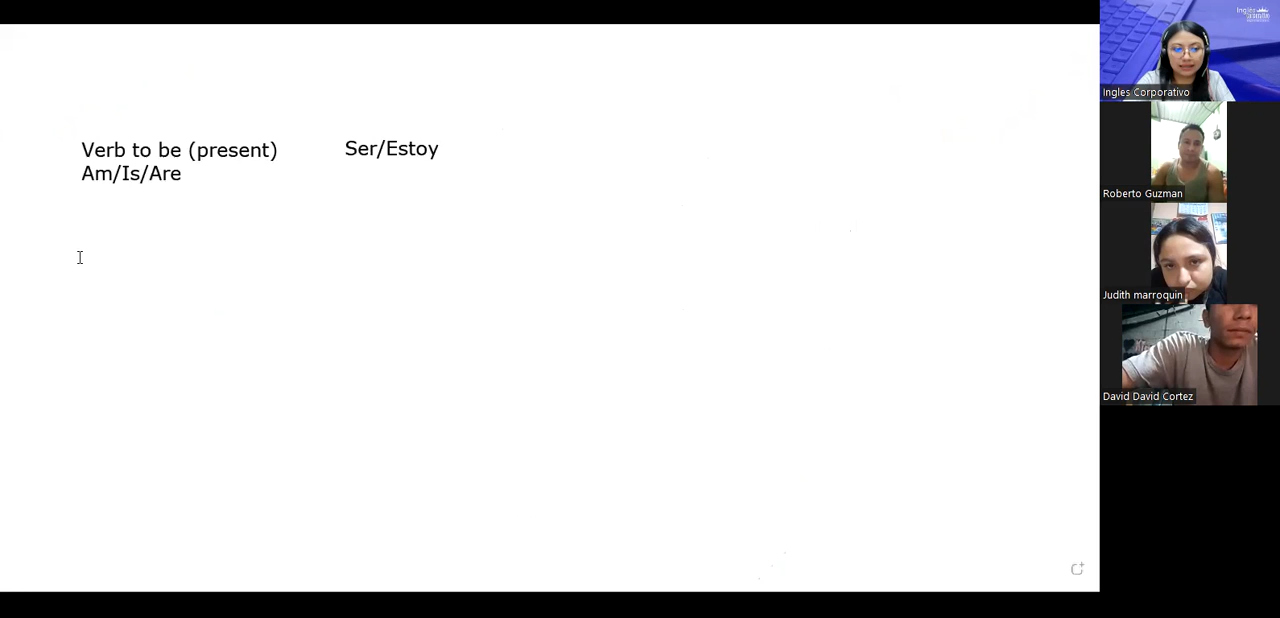 Verb to be (present)
Ser/Estoy
Am/Is/Are
Ingles Corporativo
Roberto Guzman
Judith marroquin
David David Cortez